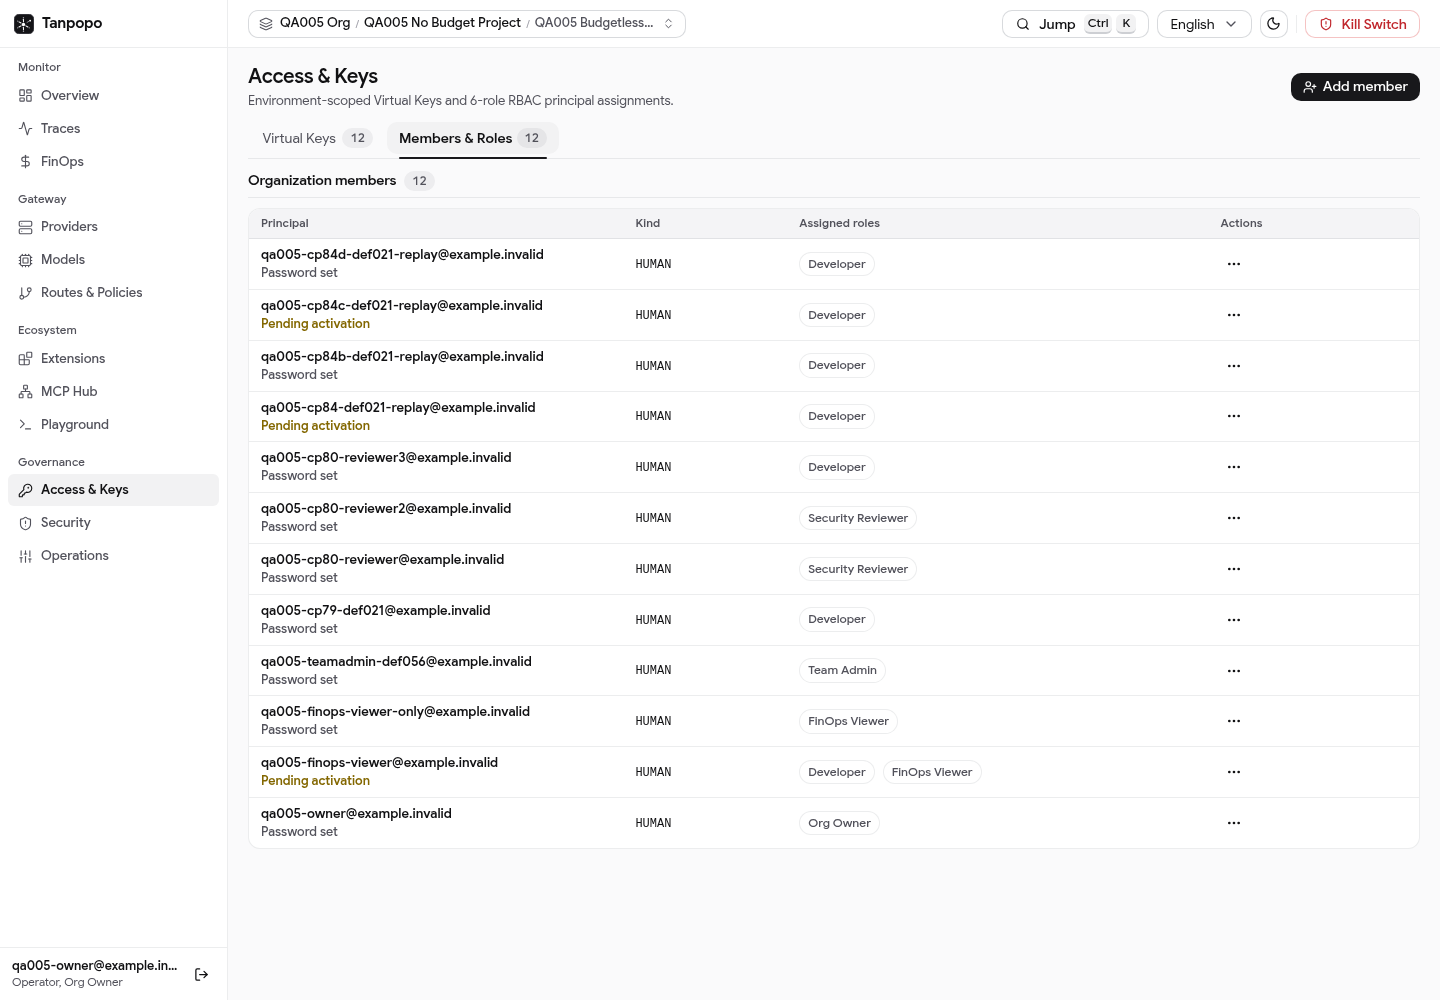 Tanpopo
QA005 Org / QA005 No Budget Project / QA005 Budgetless...
Jump Ctrl K
English
Kill Switch
Monitor
Overview
Traces
FinOps
Gateway
Providers
Models
Routes & Policies
Ecosystem
Extensions
MCP Hub
Playground
Governance
Access & Keys
Security
Operations
qa005-owner@example.in...
Operator, Org Owner
Access & Keys
Environment-scoped Virtual Keys and 6-role RBAC principal assignments.
Add member
Virtual Keys 12
Members & Roles 12
Organization members 12
Principal Kind Assigned roles Actions
qa005-cp84d-def021-replay@example.invalid
Password set
HUMAN
Developer
qa005-cp84c-def021-replay@example.invalid
Pending activation
HUMAN
Developer
qa005-cp84b-def021-replay@example.invalid
Password set
HUMAN
Developer
qa005-cp84-def021-replay@example.invalid
Pending activation
HUMAN
Developer
qa005-cp80-reviewer3@example.invalid
Password set
HUMAN
Developer
qa005-cp80-reviewer2@example.invalid
Password set
HUMAN
Security Reviewer
qa005-cp80-reviewer@example.invalid
Password set
HUMAN
Security Reviewer
qa005-cp79-def021@example.invalid
Password set
HUMAN
Developer
qa005-teamadmin-def056@example.invalid
Password set
HUMAN
Team Admin
qa005-finops-viewer-only@example.invalid
Password set
HUMAN
FinOps Viewer
qa005-finops-viewer@example.invalid
Pending activation
HUMAN
Developer FinOps Viewer
qa005-owner@example.invalid
Password set
HUMAN
Org Owner